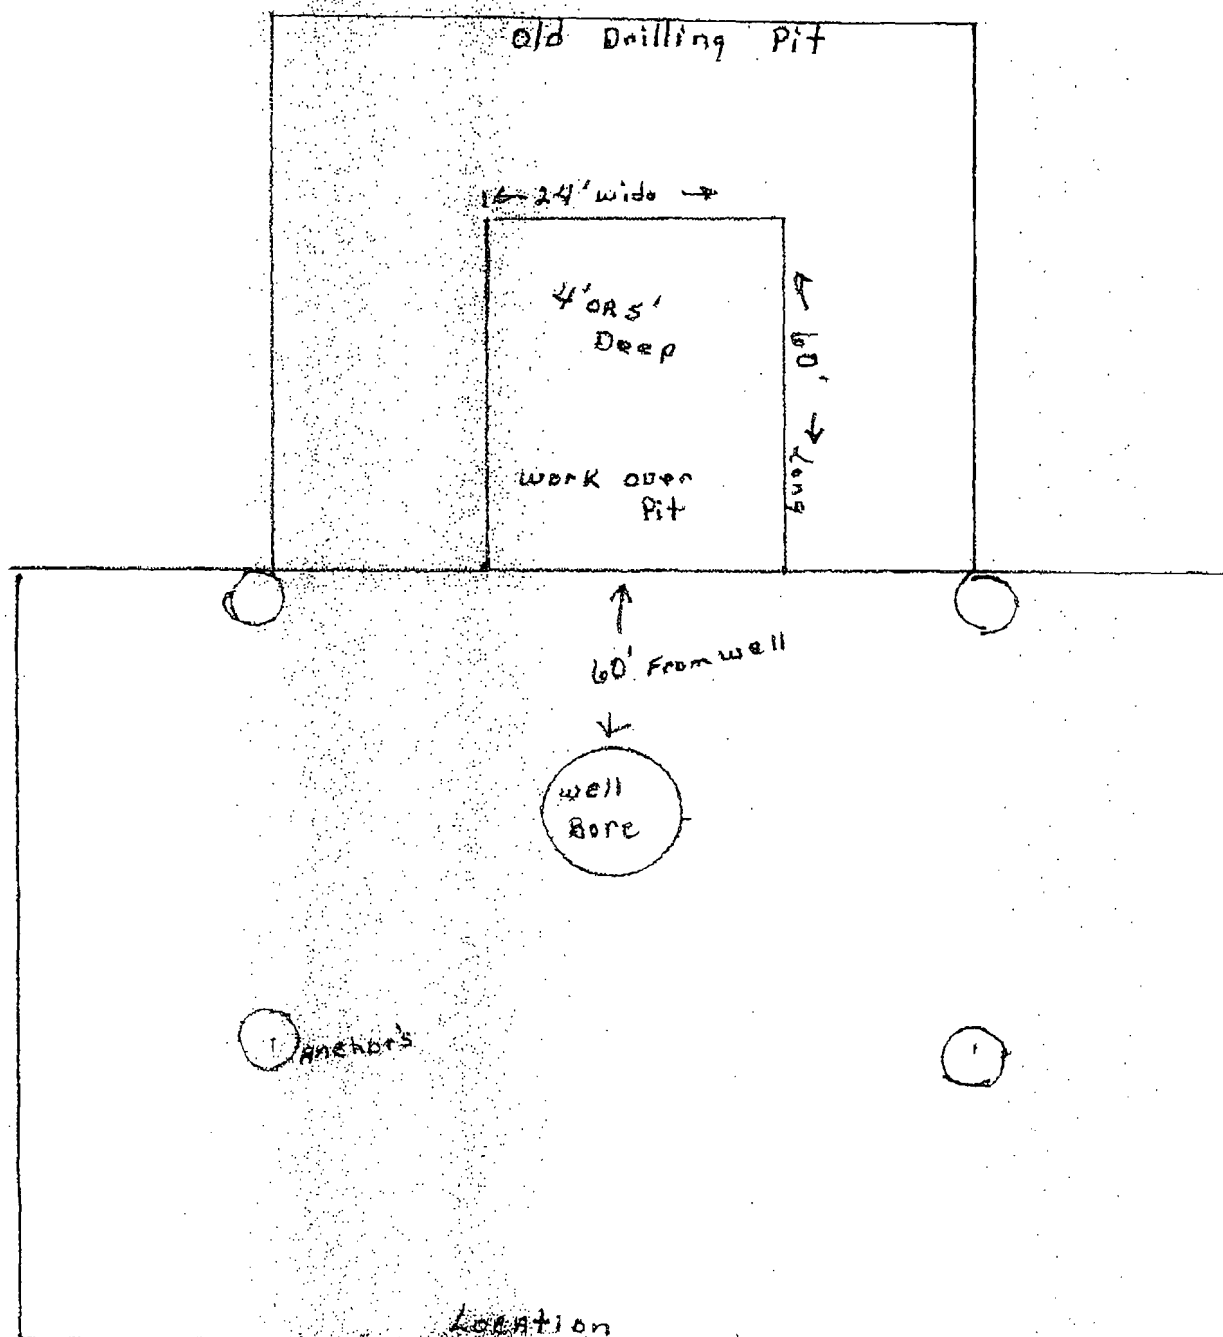 Old Drilling Pit
24' wide
4' OR 5'
Deep
60'
Long
Work over
Pit
60' From well
well
Bore
Anchor's
Location